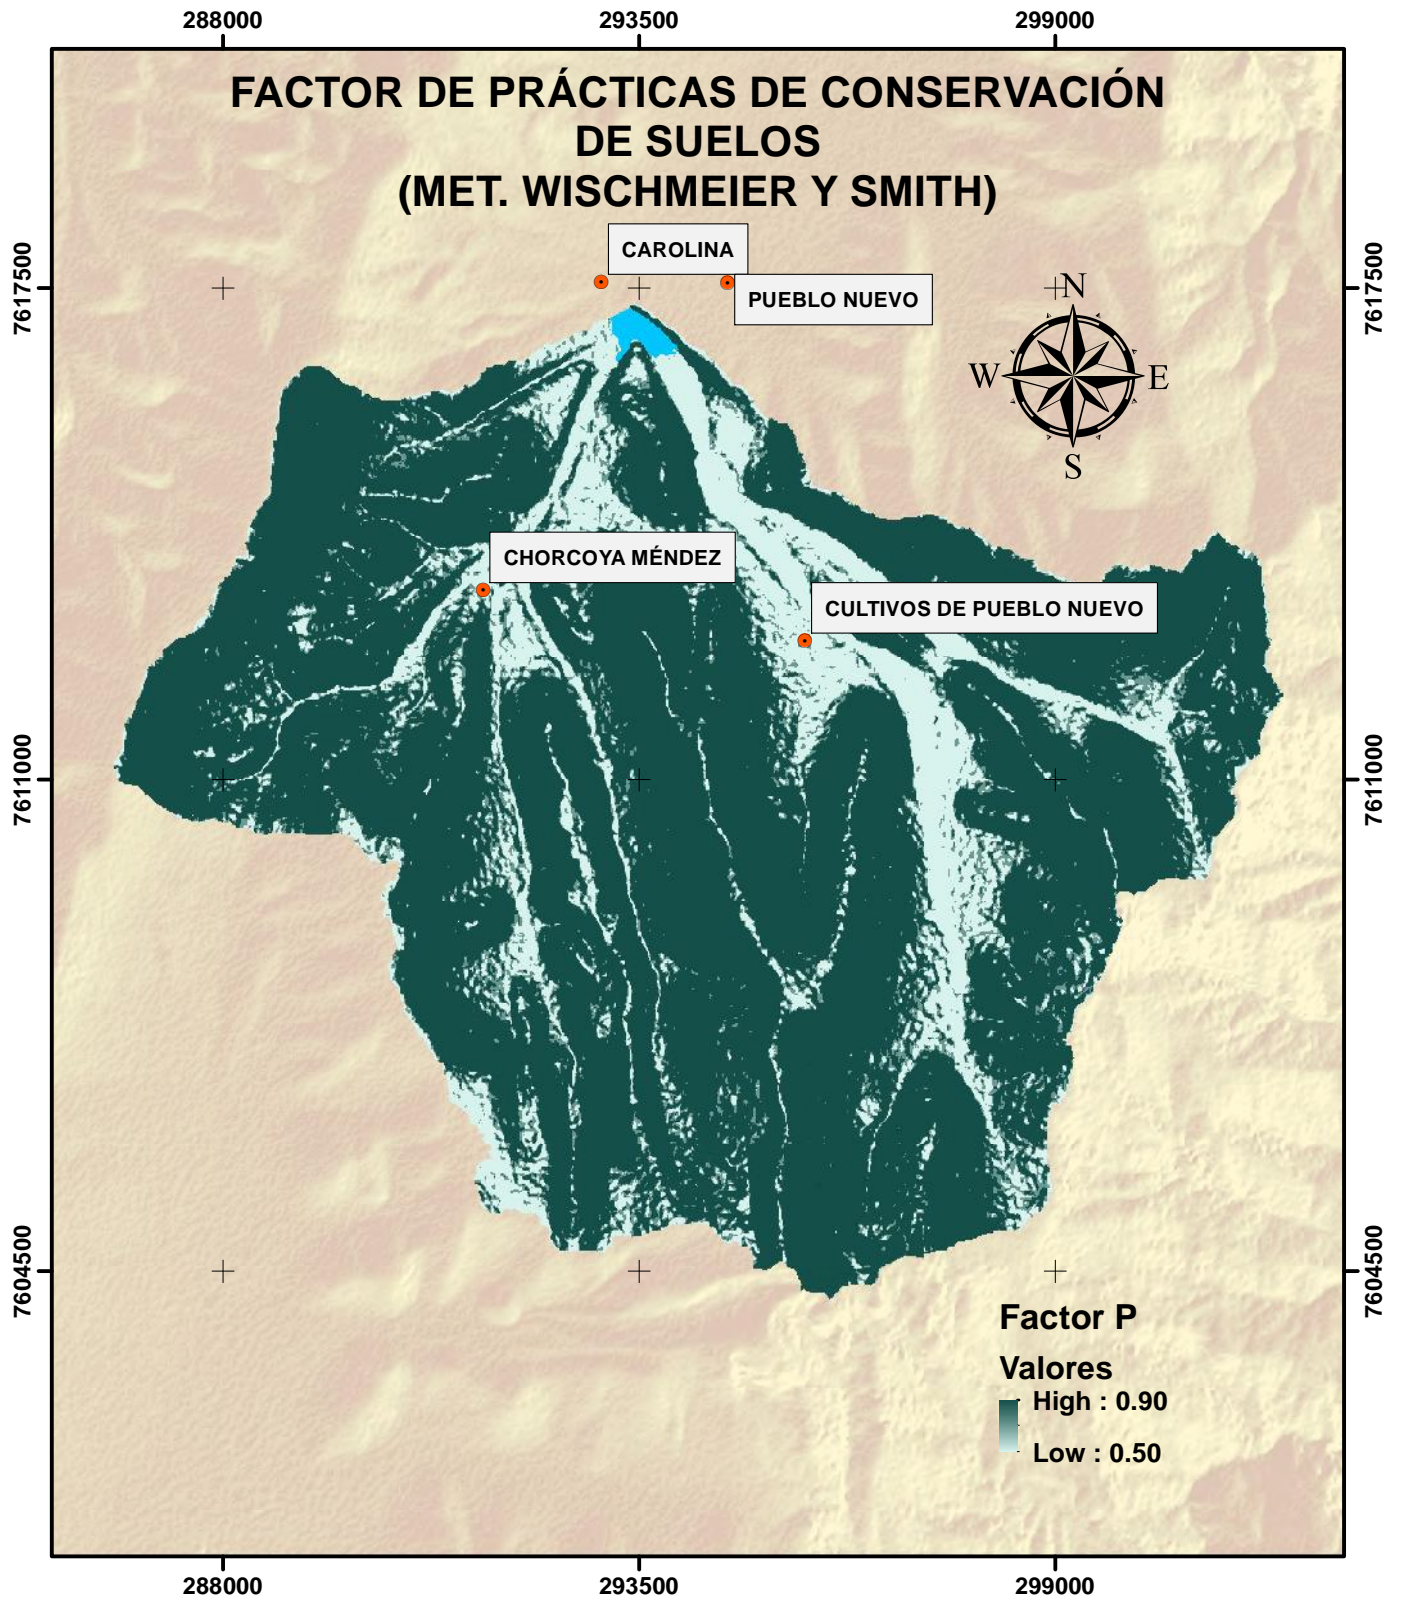 288000
293500
299000
FACTOR DE PRÁCTICAS DE CONSERVACIÓN
DE SUELOS
(MET. WISCHMEIER Y SMITH)
CAROLINA
PUEBLO NUEVO
7617500
7617500
N
W
E
S
CHORCOYA MÉNDEZ
CULTIVOS DE PUEBLO NUEVO
7611000
7611000
7604500
7604500
Factor P
Valores
High : 0.90
Low : 0.50
288000
293500
299000